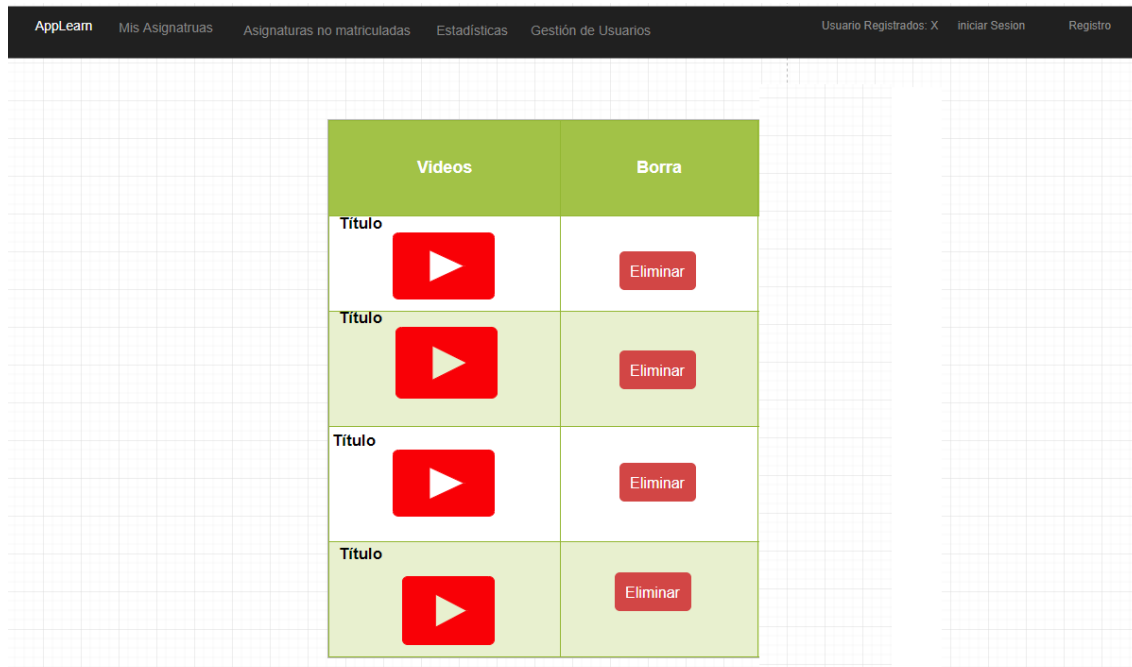 AppLearn Mis Asignatruas Asignaturas no matriculadas Estadísticas Gestión de Usuarios Usuario Registrados: X iniciar Sesion Registro
Videos Borra
Título
Eliminar
Título
Eliminar
Título
Eliminar
Título
Eliminar